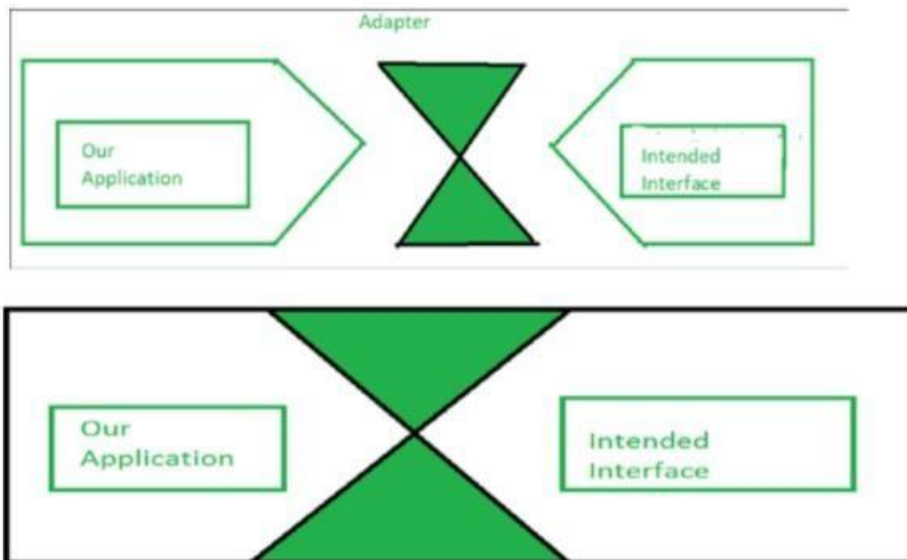 Adapter
Our
Application
Intended
Interface
Our
Application
Intended
Interface